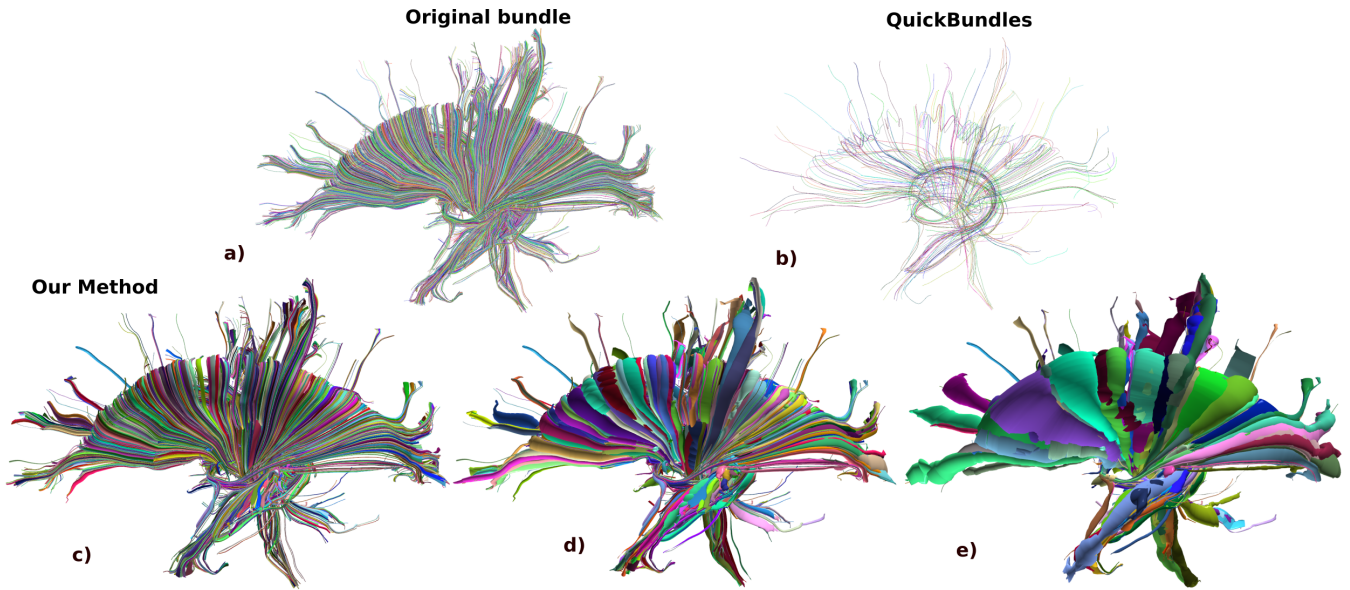 Original bundle
QuickBundles
a)
b)
Our Method
c)
d)
e)